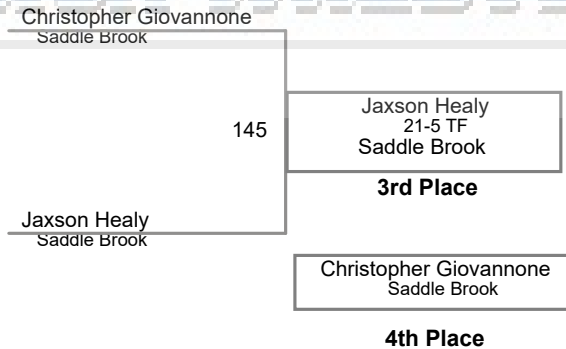 Christopher Giovannone
Saddle Brook
145
Jaxson Healy
21-5 TF
Saddle Brook
3rd Place
Jaxson Healy
Saddle Brook
Christopher Giovannone
Saddle Brook
4th Place